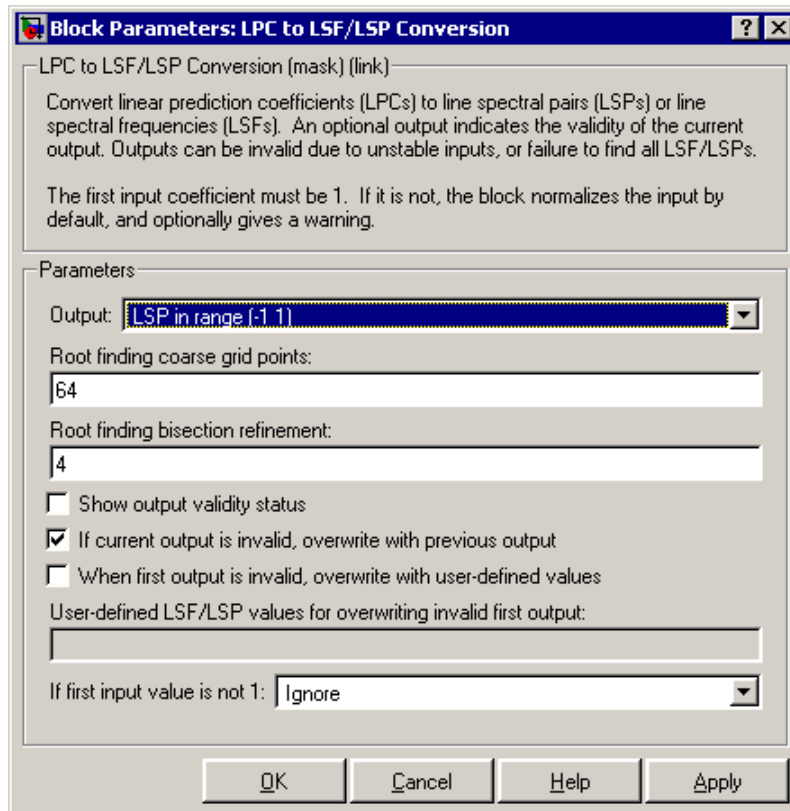 Block Parameters: LPC to LSF/LSP Conversion
LPC to LSF/LSP Conversion (mask) (link)
Convert linear prediction coefficients (LPCs) to line spectral pairs (LSPs) or line
spectral frequencies (LSFs). An optional output indicates the validity of the current
output. Outputs can be invalid due to unstable inputs, or failure to find all LSF/LSPs.
The first input coefficient must be 1. If it is not, the block normalizes the input by
default, and optionally gives a warning.
Parameters
Output: LSP in range (-1 1)
Root finding coarse grid points:
64
Root finding bisection refinement:
4
Show output validity status
If current output is invalid, overwrite with previous output
When first output is invalid, overwrite with user-defined values
User-defined LSF/LSP values for overwriting invalid first output:
If first input value is not 1: Ignore
OK Cancel Help Apply